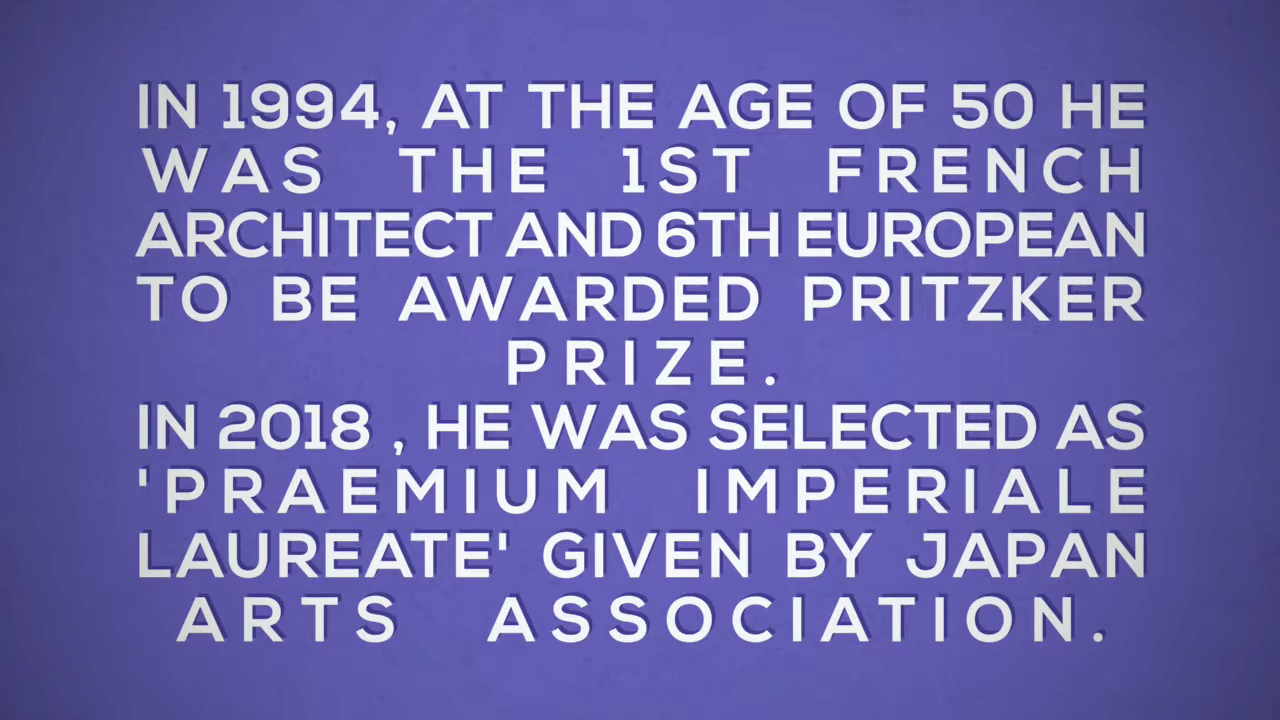 IN 1994, AT THE AGE OF 50 HE
WAS THE 1ST FRENCH
ARCHITECT AND 6TH EUROPEAN
TO BE AWARDED PRITZKER
PRIZE.
IN 2018 , HE WAS SELECTED AS
'PRAEMIUM IMPERIALE
LAUREATE' GIVEN BY JAPAN
ARTS ASSOCIATION.